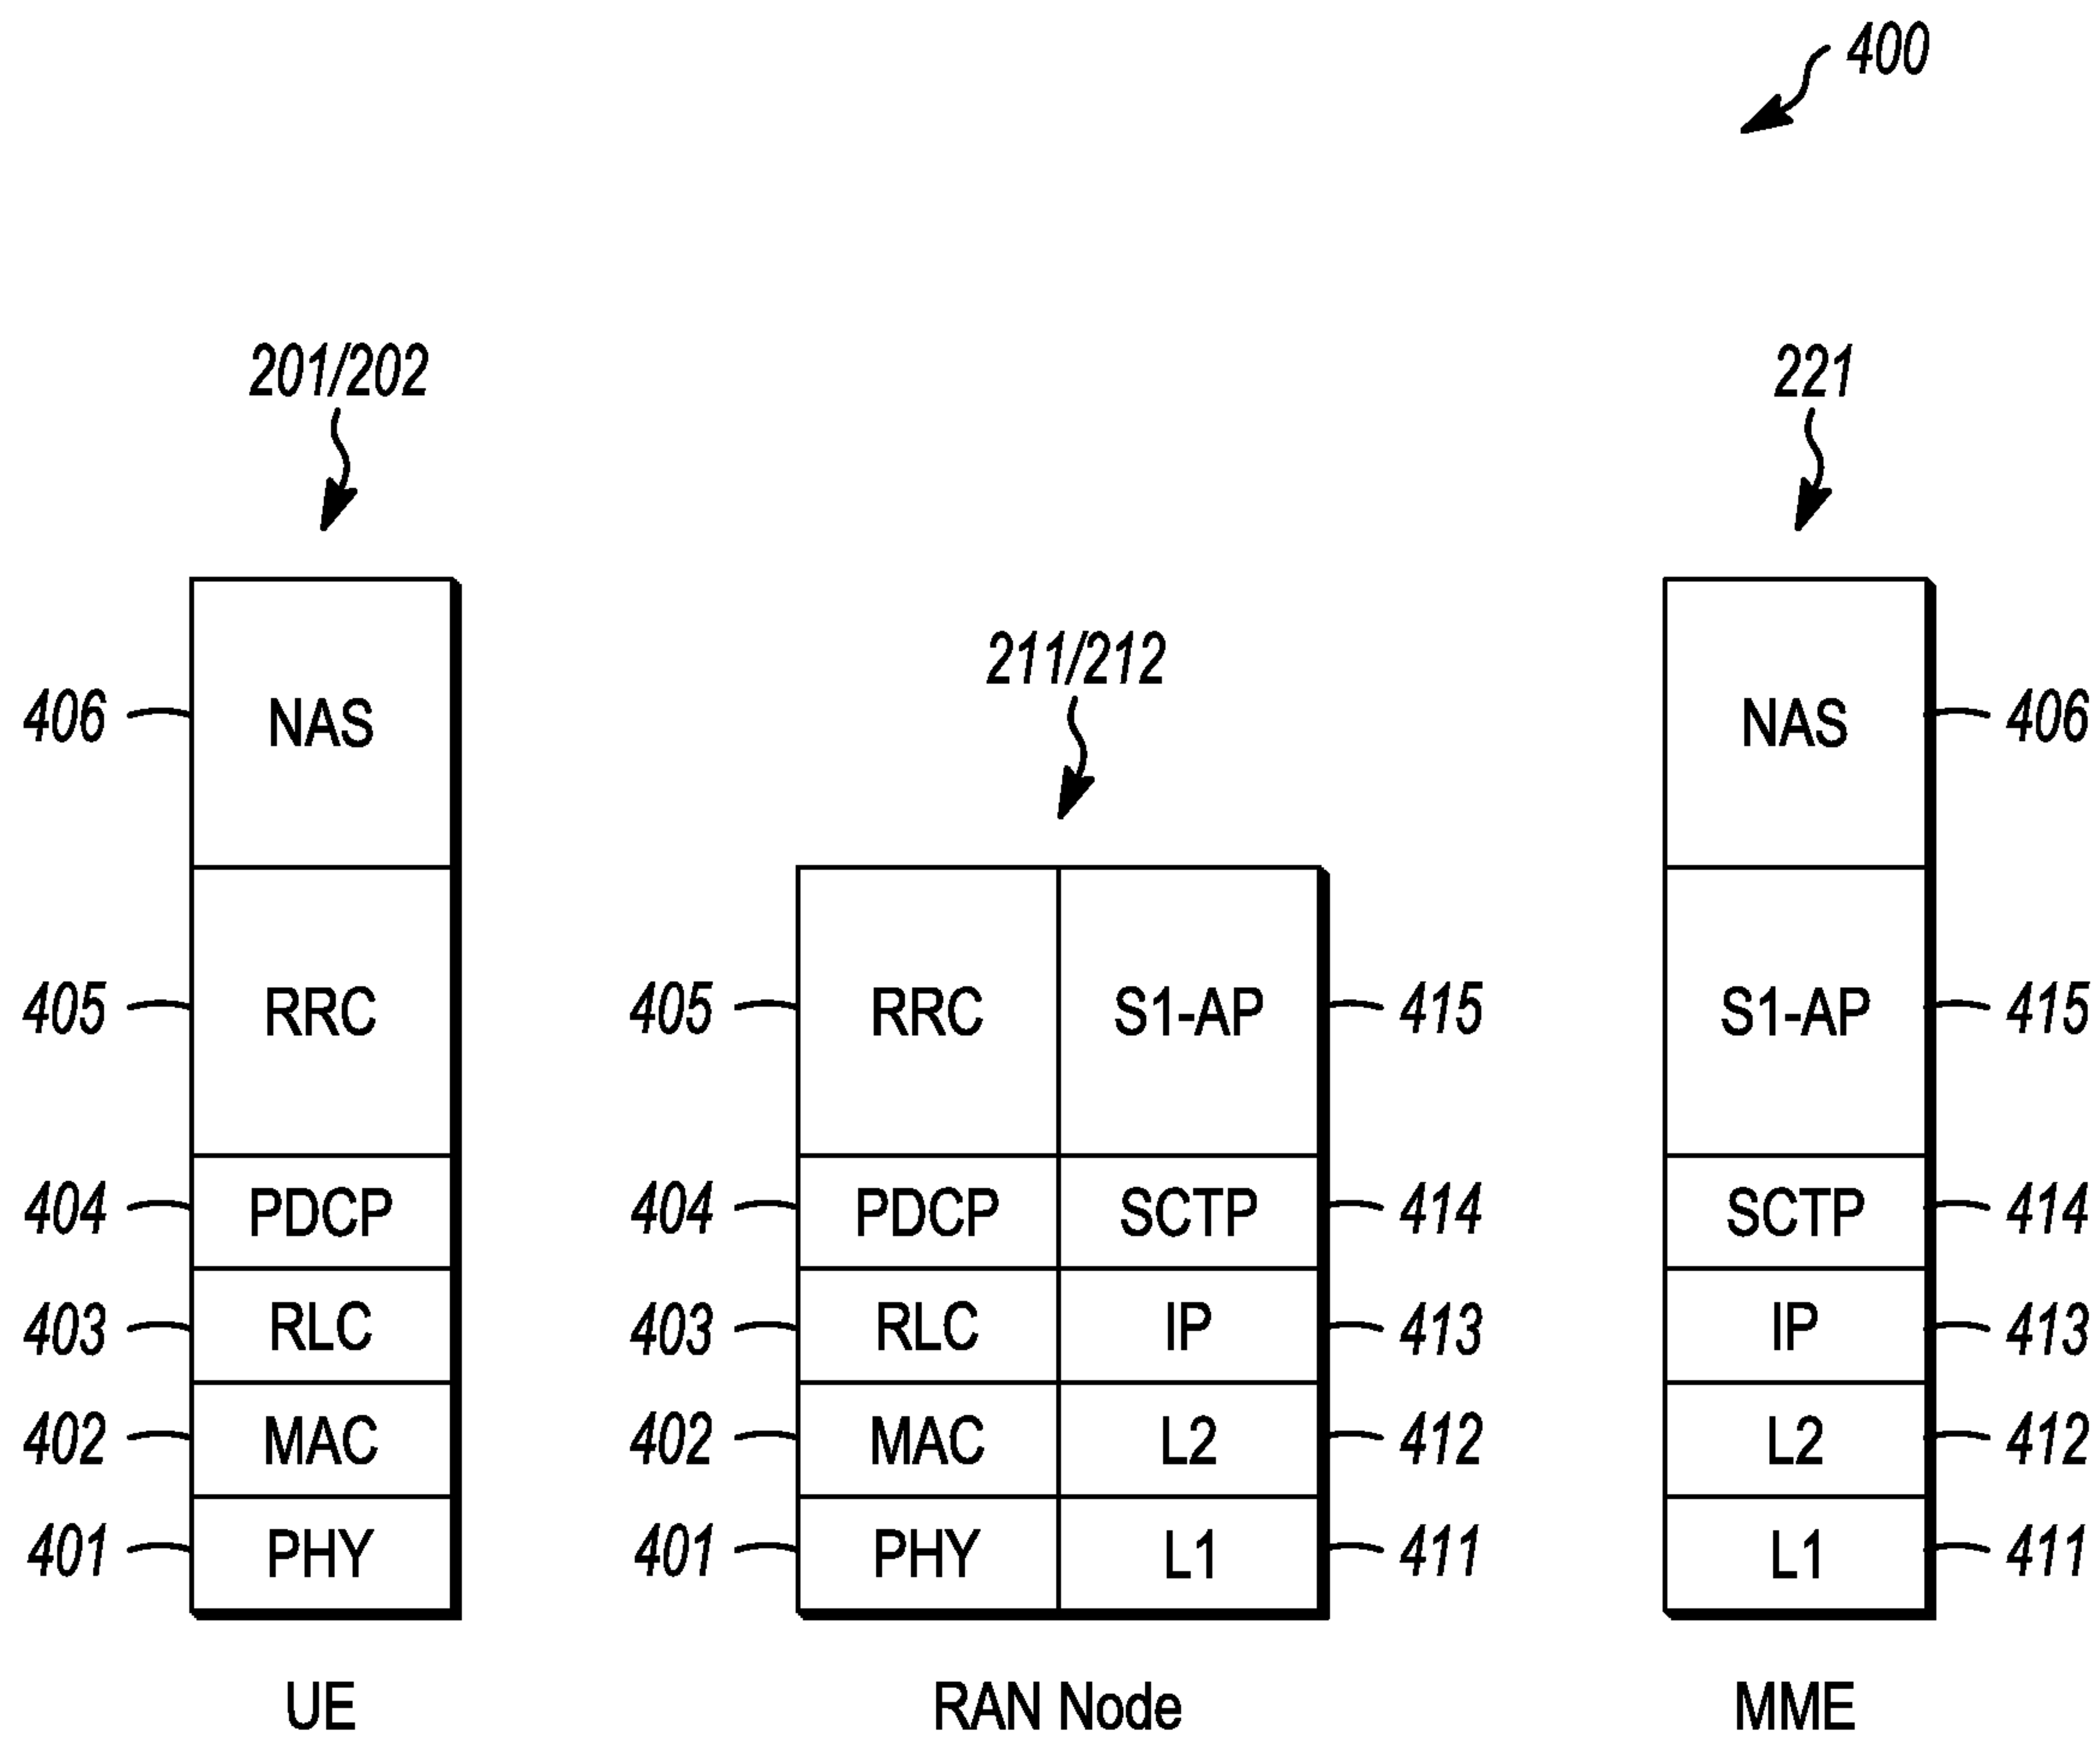 400
201/202
221
211/212
406 NAS NAS 406
405 RRC 405 RRC S1-AP 415 S1-AP 415
404 PDCP 404 PDCP SCTP 414 SCTP 414
403 RLC 403 RLC IP 413 IP 413
402 MAC 402 MAC L2 412 L2 412
401 PHY 401 PHY L1 411 L1 411
UE RAN Node MME